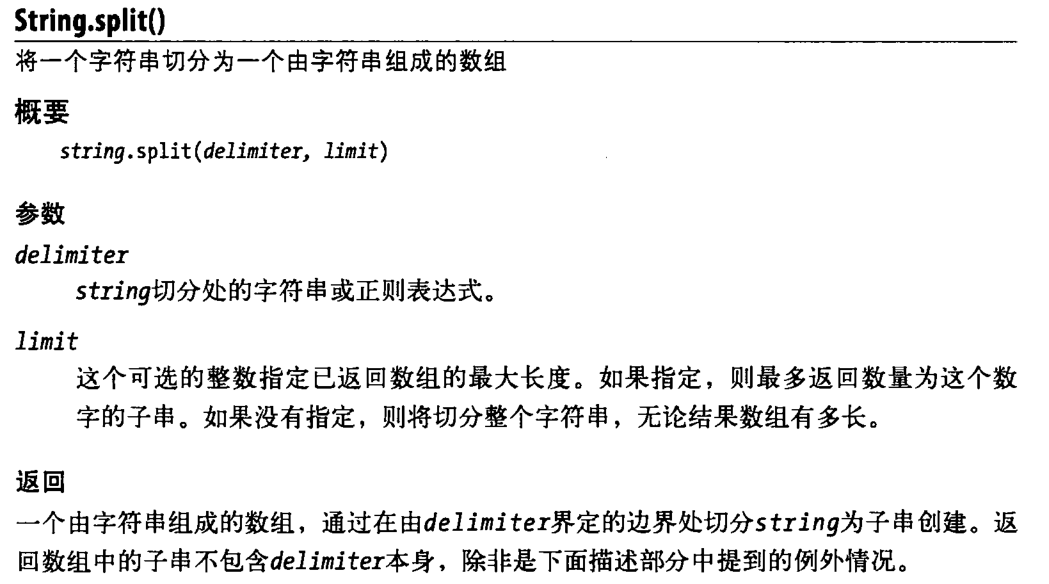 String.split()
将一个字符串切分为一个由字符串组成的数组
概要
string.split(delimiter, limit)
参数
delimiter
string切分处的字符串或正则表达式。
limit
这个可选的整数指定已返回数组的最大长度。如果指定，则最多返回数量为这个数
字的子串。如果没有指定，则将切分整个字符串，无论结果数组有多长。
返回
一个由字符串组成的数组，通过在由delimiter界定的边界处切分string为子串创建。返
回数组中的子串不包含delimiter本身，除非是下面描述部分中提到的例外情况。